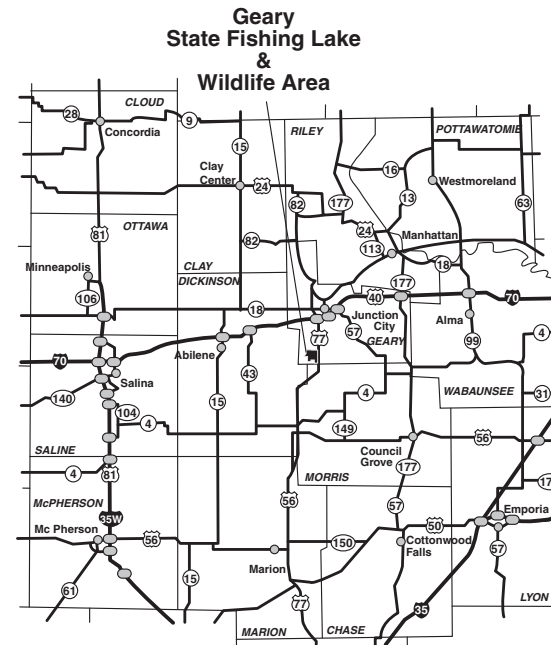 Geary
State Fishing Lake
&
Wildlife Area
CLOUD
28
9
Concordia
RILEY
POTTAWATOMIE
15
16
Clay
Center
24
Westmoreland
13
82
177
63
OTTAWA
24
Manhattan
81
82
113
18
Minneapolis
CLAY
177
DICKINSON
106
40
70
18
Junction
City
Alma
77
57
GEARY
99
4
70
Abilene
Salina
43
140
4
WABAUNSEE
31
104
15
4
149
56
SALINE
Council
Grove
4
81
177
MORRIS
17
McPHERSON
56
35W
57
Emporia
Mc Pherson
50
56
150
Cottonwood
Falls
57
Marion
15
61
77
35
LYON
MARION
CHASE